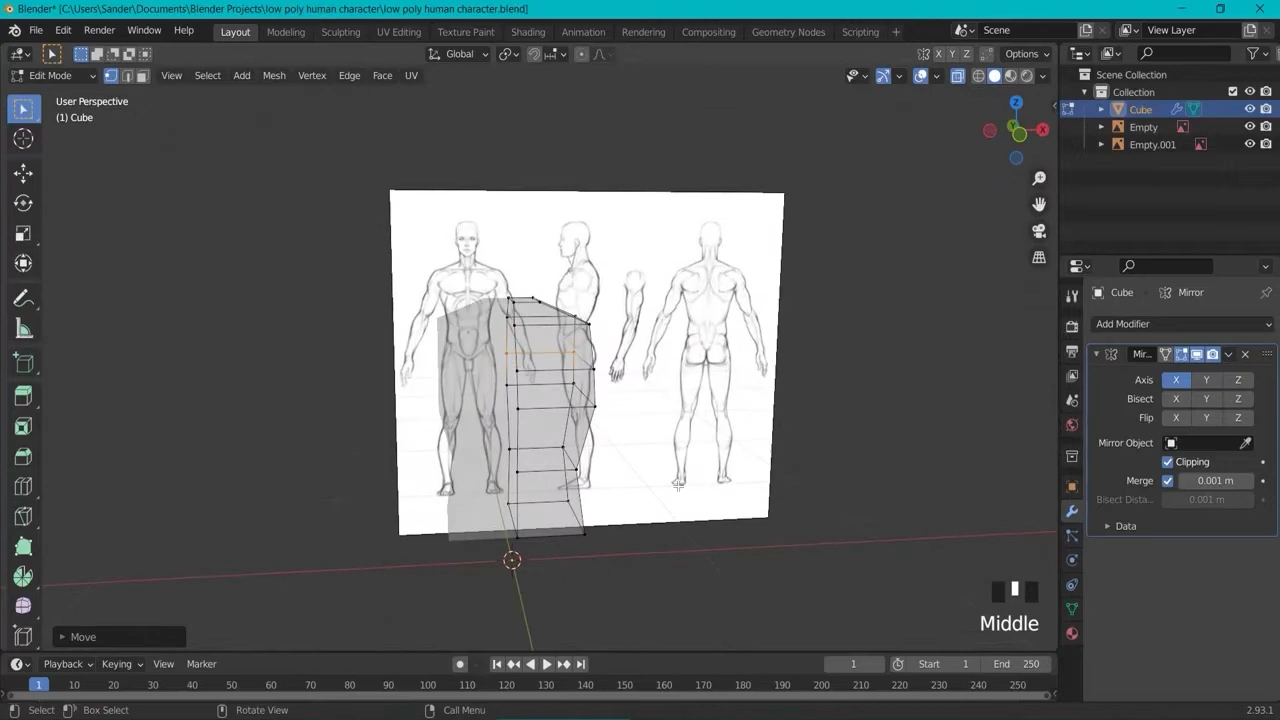 Blender* [C:\Users\Sander\Documents\Blender Projects\low poly human character\low poly human character.blend]
File Edit Render Window Help Layout Modeling Sculpting UV Editing Texture Paint Shading Animation Rendering Compositing Geometry Nodes Scripting + Scene View Layer
Global X Y Z Options
Edit Mode View Select Add Mesh Vertex Edge Face UV
Scene Collection
Collection
Cube
Empty
Empty.001
User Perspective
(1) Cube
Z
Y
X
Cube Mirror
Add Modifier
Mir...
Axis X Y Z
Bisect X Y Z
Flip X Y Z
Mirror Object
Clipping
Merge 0.001 m
Bisect Dista... 0.001 m
Data
Middle
Move
Playback Keying View Marker 1 Start 1 End 250
1 10 20 30 40 50 60 70 80 90 100 110 120 130 140 150 160 170 180 190 200 210 220 230 240 250
Select Box Select Rotate View Call Menu 2.93.1